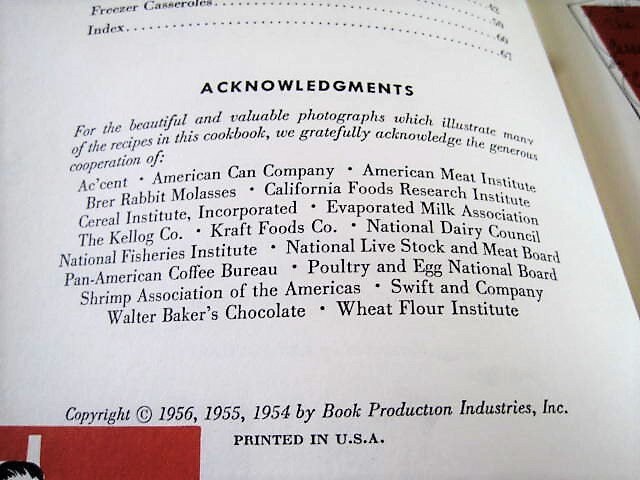 Freezer Casseroles 42
50
Index 60
67
ACKNOWLEDGMENTS
For the beautiful and valuable photographs which illustrate many
of the recipes in this cookbook, we gratefully acknowledge the generous
cooperation of:
Ac'cent • American Can Company • American Meat Institute
Brer Rabbit Molasses • California Foods Research Institute
Cereal Institute, Incorporated • Evaporated Milk Association
The Kellog Co. • Kraft Foods Co. • National Dairy Council
National Fisheries Institute • National Live Stock and Meat Board
Pan-American Coffee Bureau • Poultry and Egg National Board
Shrimp Association of the Americas • Swift and Company
Walter Baker's Chocolate • Wheat Flour Institute
Copyright © 1956, 1955, 1954 by Book Production Industries, Inc.
PRINTED IN U.S.A.